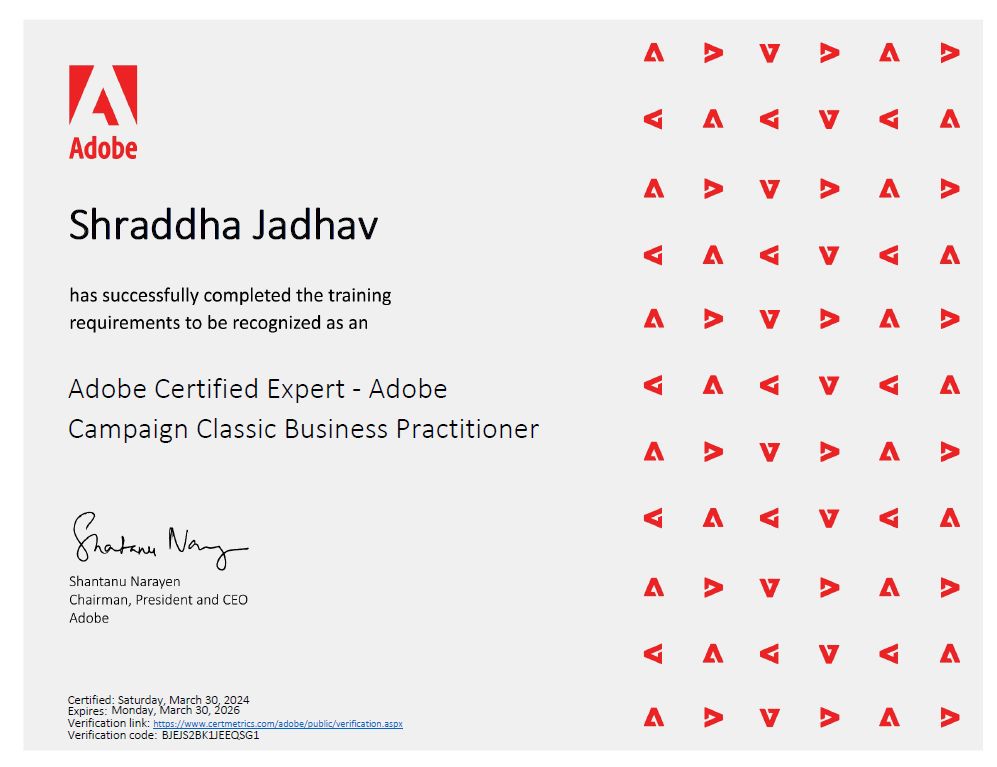 Adobe
Shraddha Jadhav
has successfully completed the training
requirements to be recognized as an
Adobe Certified Expert - Adobe
Campaign Classic Business Practitioner
Shantanu Narayen
Shantanu Narayen
Chairman, President and CEO
Adobe
Certified: Saturday, March 30, 2024
Expires: Monday, March 30, 2026
Verification link: https://www.certmetrics.com/adobe/public/verification.aspx
Verification code: BJEJS2BK1JEEQSG1